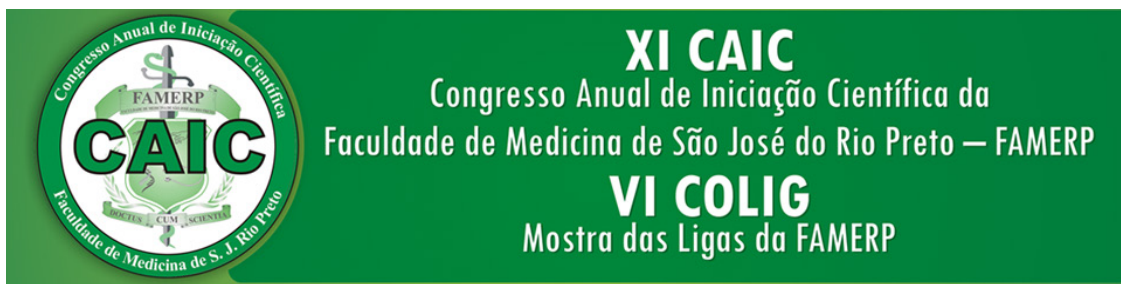 Congresso Anual de Iniciação Científica
FAMERP
CAIC
DOCTUS CUM SCIENTIA
Faculdade de Medicina de S. J. Rio Preto
XI CAIC
Congresso Anual de Iniciação Científica da
Faculdade de Medicina de São José do Rio Preto – FAMERP
VI COLIG
Mostra das Ligas da FAMERP